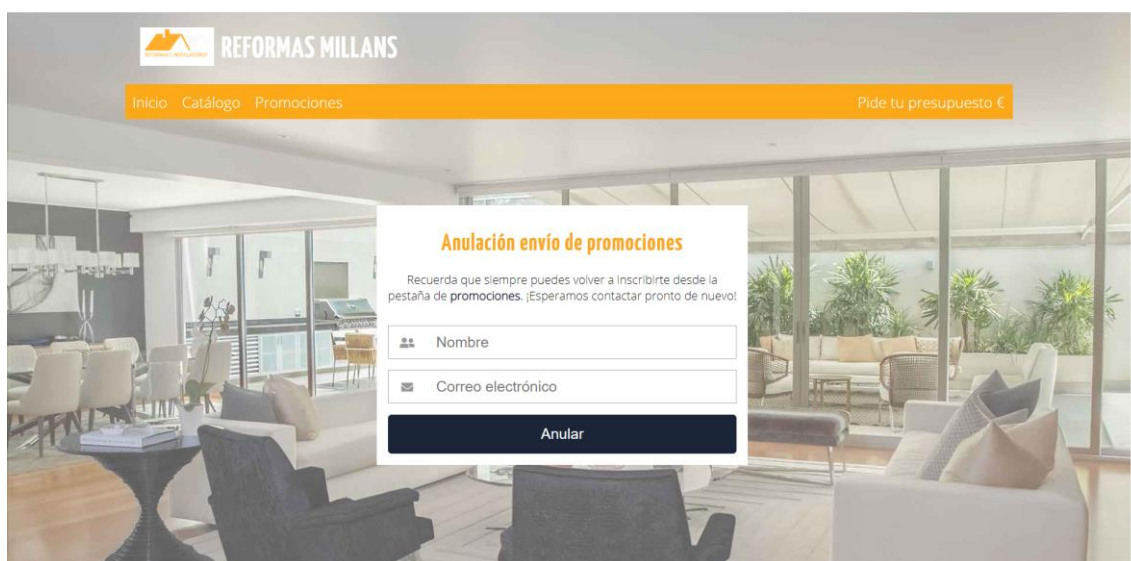 REFORMAS MILLANS
Inicio Catálogo Promociones Pide tu presupuesto €
Anulación envío de promociones
Recuerda que siempre puedes volver a inscribirte desde la
pestaña de promociones. ¡Esperamos contactar pronto de nuevo!
Nombre
Correo electrónico
Anular